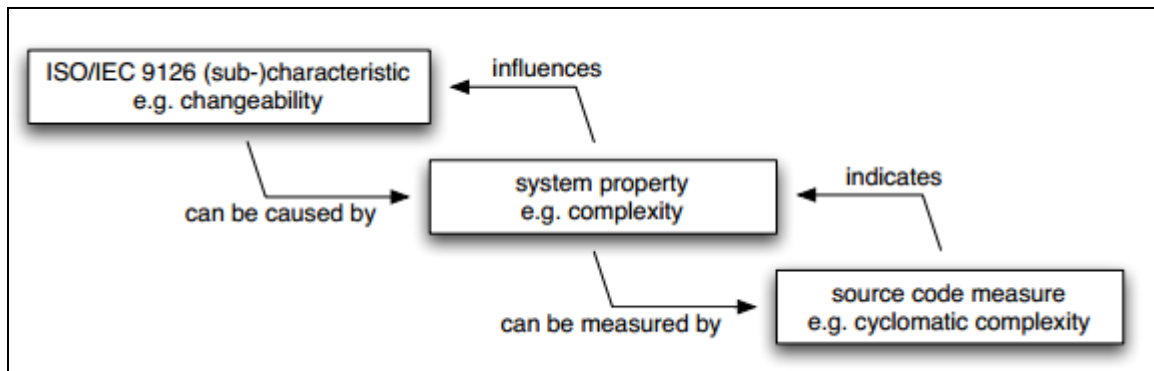 ISO/IEC 9126 (sub-)characteristic
e.g. changeability
influences
can be caused by
system property
e.g. complexity
indicates
can be measured by
source code measure
e.g. cyclomatic complexity